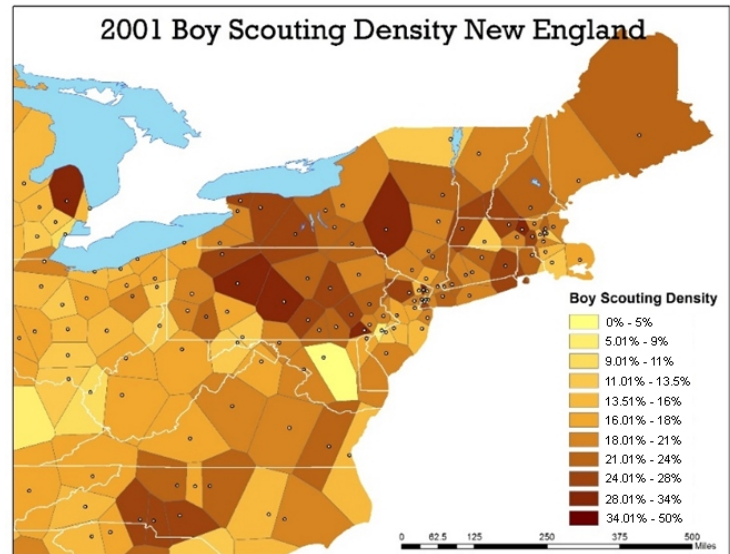 2001 Boy Scouting Density New England
Boy Scouting Density
0% - 5%
5.01% - 9%
9.01% - 11%
11.01% - 13.5%
13.51% - 16%
16.01% - 18%
18.01% - 21%
21.01% - 24%
24.01% - 28%
28.01% - 34%
34.01% - 50%
0 62.5 125 250 375 500
Miles